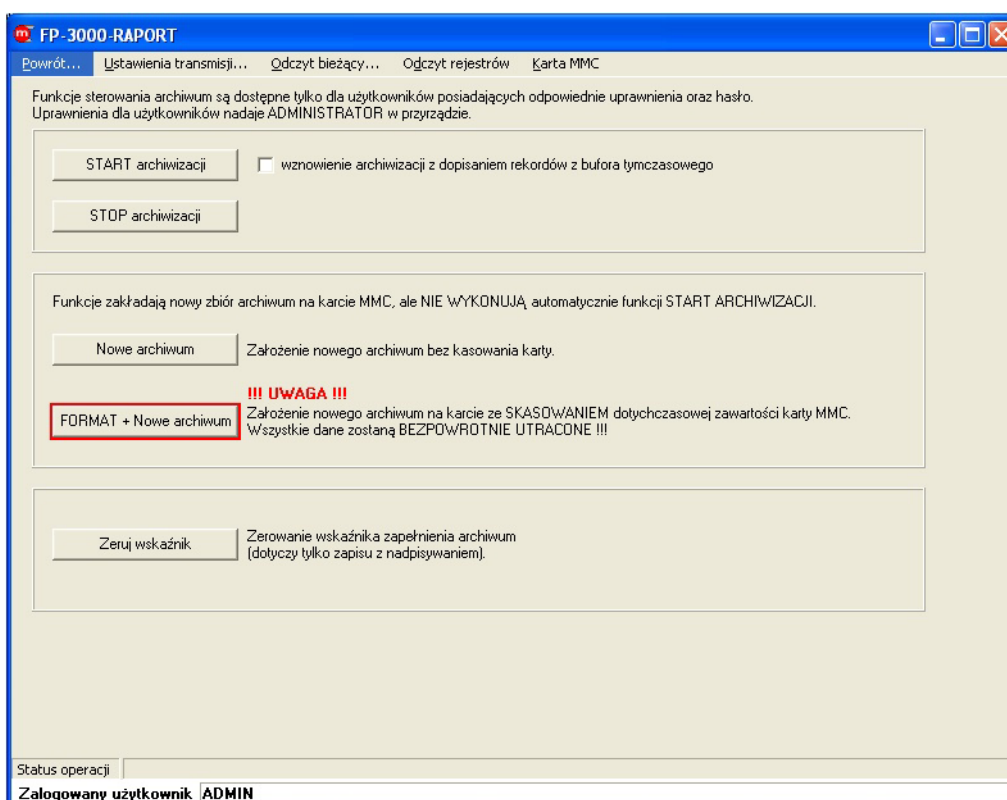 FP-3000-RAPORT
Powrót... Ustawienia transmisji... Odczyt bieżący... Odczyt rejestrów Karta MMC
Funkcje sterowania archiwum są dostępne tylko dla użytkowników posiadających odpowiednie uprawnienia oraz hasło.
Uprawnienia dla użytkowników nadaje ADMINISTRATOR w przyrządzie.
START archiwizacji wznowienie archiwizacji z dopisaniem rekordów z bufora tymczasowego
STOP archiwizacji
Funkcje zakładają nowy zbiór archiwum na karcie MMC, ale NIE WYKONUJĄ automatycznie funkcji START ARCHIWIZACJI.
Nowe archiwum Założenie nowego archiwum bez kasowania karty.
!!! UWAGA !!!
FORMAT + Nowe archiwum Założenie nowego archiwum na karcie ze SKASOWANIEM dotychczasowej zawartości karty MMC.
Wszystkie dane zostaną BEZPOWROTNIE UTRACONE !!!
Zeruj wskaźnik Zerowanie wskaźnika zapełnienia archiwum
(dotyczy tylko zapisu z nadpisywaniem).
Status operacji
Zalogowany użytkownik ADMIN